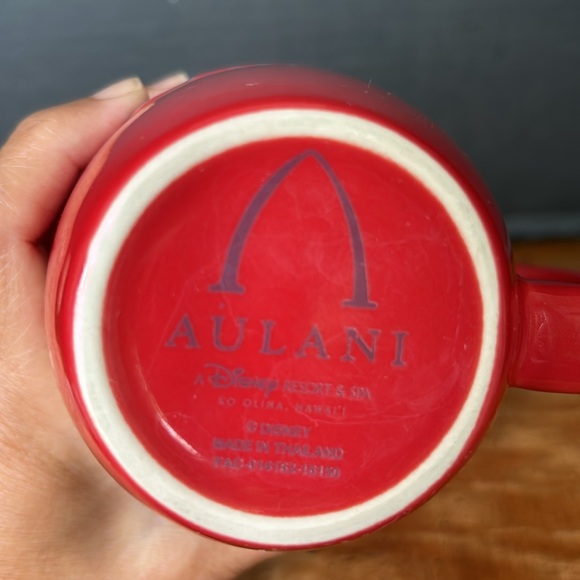 AULANI
A Disney RESORT & SPA
KO OLINA, HAWAI'I
© DISNEY
MADE IN THAILAND